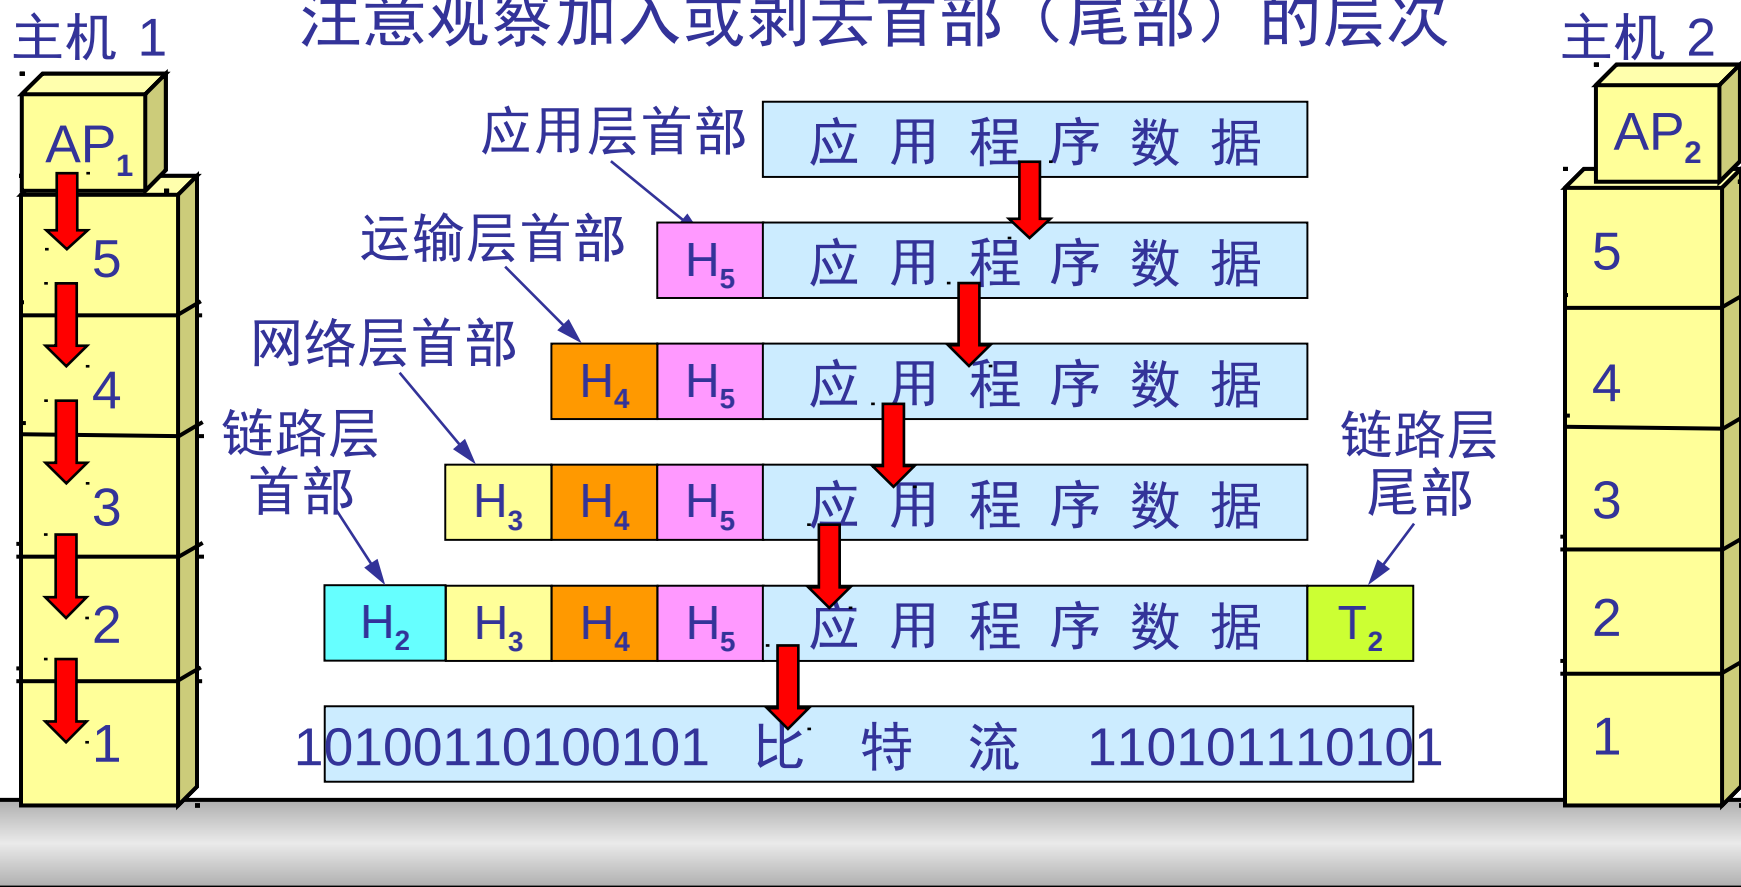 注意观察加入或剥去首部（尾部）的层次
主机 1
主机 2
AP1
AP2
应用层首部
应 用 程 序 数 据
运输层首部
H5 应 用 程 序 数 据
网络层首部
H4 H5 应 用 程 序 数 据
链路层
首部
链路层
尾部
H3 H4 H5 应 用 程 序 数 据
H2 H3 H4 H5 应 用 程 序 数 据 T2
10100110100101 比 特 流 110101110101
5
4
3
2
1
5
4
3
2
1